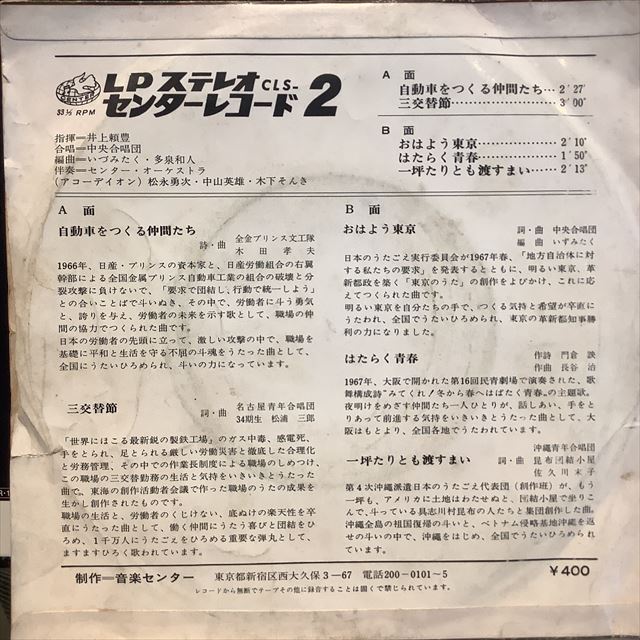 LP ステレオ CLS-
センターレコード 2
33 1/3 RPM
指揮=井上頼豊
合唱=中央合唱団
編曲=いづみたく・多泉和人
伴奏=センター・オーケストラ
(アコーデイオン) 松永勇次・中山英雄・木下そんき
A 面
自動車をつくる仲間たち… 2′27″
三交替節……………… 3′00″
B 面
おはよう東京……………… 2′10″
はたらく青春……………… 1′50″
一坪たりとも渡すまい… 2′13″
A 面
自動車をつくる仲間たち
詩・曲 全金プリンス文工隊
木田孝夫
1966年、日産・プリンスの資本家と、日産労働組合の右翼
幹部による全国金属プリンス自動車工業の組合の破壊と分
裂攻撃に負けないで、「要求で団結し、行動で統一しよう」
との合いことばで斗いぬき、その中で、労働者に斗う勇気
と、誇りを与え、労働者の未来を示す歌として、職場の仲
間の協力でつくられた曲です。
日本の労働者の先頭に立って、激しい攻撃の中で、職場を
基礎に平和と生活を守る不屈の斗魂をうたった曲として、
全国にうたいひろめられ、斗いの力になっています。
三交替節
詞・曲 名古屋青年合唱団
34期生 松浦 三郎
「世界にほこる最新鋭の製鉄工場」のガス中毒、感電死、
手をとられ、足とられる厳しい労働災害と徹底した合理化
と労務管理、その中での作業長制度による職場のしめつけ、
この職場の三交替勤務の生活と気持をいきいきとうたった
曲で、東海の創作活動者会議で作った職場のうたの成果を
生かし創作されたものです。
職場の生活と、労働者のくじけない、底ぬけの楽天性を卒
直にうたった曲として、働く仲間にうたう喜びと団結をひ
ろめ、1千万人にうたごえをひろめる重要な弾丸として、
ますますひろく歌われています。
B 面
おはよう東京
詞・曲 中央合唱団
編曲 いずみたく
日本のうたごえ実行委員会が1967年春、「地方自治体に対
する私たちの要求」を発表するとともに、明るい東京、革
新都政を築く「東京のうた」の創作をよびかけ、これに応
えてつくられた曲です。
明るい東京を自分たちの手で、つくる気持と希望が卒直に
うたわれ、全国でうたいひろめられ、東京の革新都知事勝
利の力になりました。
はたらく青春
作詩 門倉 訣
作曲 長谷 治
1967年、大阪で開かれた第16回民青劇場で演奏された、歌
舞構成詩"みてくれ!冬から春へはばたく青春〟の主題歌。
夜明けをめざす仲間たち一人ひとりが、話しあい、手をと
りあって前進する気持をいきいきとうたった曲として、大
阪はもとより、全国各地でうたわれています。
一坪たりとも渡すまい
沖縄青年合唱団
詞・曲 昆布団結小屋
佐久川末子
第4次沖縄派遣日本のうたごえ代表団(創作班)が、もう
一坪も、アメリカに土地はわたせぬと、団結小屋で坐りこ
んで、斗っている具志川村昆布の人たちと集団創作した曲。
沖縄全島の祖国復帰の斗いと、ベトナム侵略基地沖縄を返
せの斗いの中で、沖縄をはじめ、全国でうたいひろめられ
ています。
制作=音楽センター 東京都新宿区西大久保3―67 電話200-0101~5 ¥400
レコードから無断でテープその他に録音することは固くで禁じられています。